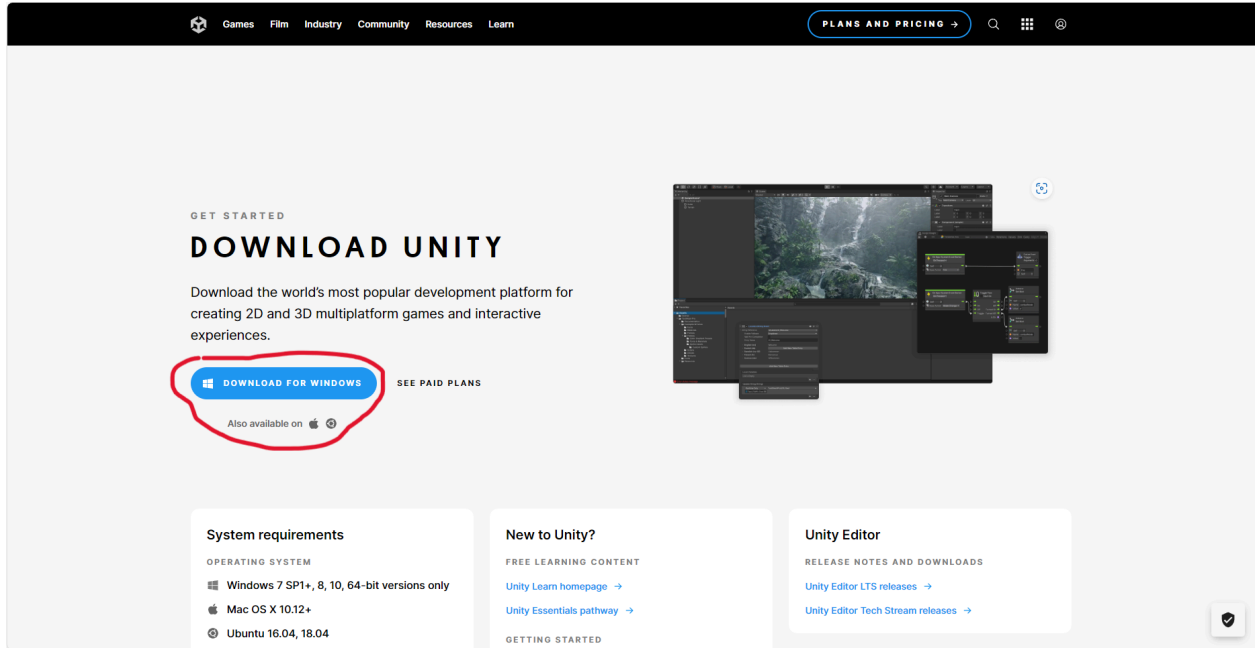 Games Film Industry Community Resources Learn PLANS AND PRICING →
GET STARTED
DOWNLOAD UNITY
Download the world's most popular development platform for
creating 2D and 3D multiplatform games and interactive
experiences.
DOWNLOAD FOR WINDOWS SEE PAID PLANS
Also available on
System requirements
OPERATING SYSTEM
Windows 7 SP1+, 8, 10, 64-bit versions only
Mac OS X 10.12+
Ubuntu 16.04, 18.04
New to Unity?
FREE LEARNING CONTENT
Unity Learn homepage →
Unity Essentials pathway →
GETTING STARTED
Unity Editor
RELEASE NOTES AND DOWNLOADS
Unity Editor LTS releases →
Unity Editor Tech Stream releases →